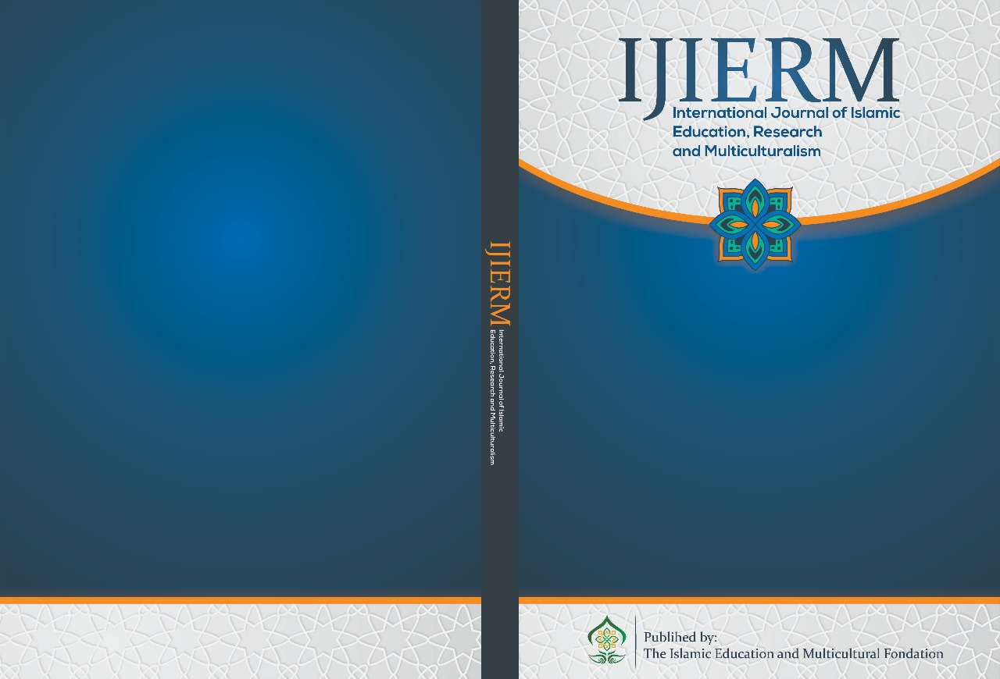 IJIERM
International Journal of Islamic
Education, Research and Multiculturalism
IJIERM
International Journal of Islamic
Education, Research
and Multiculturalism
Publihed by:
The Islamic Education and Multicultural Fondation